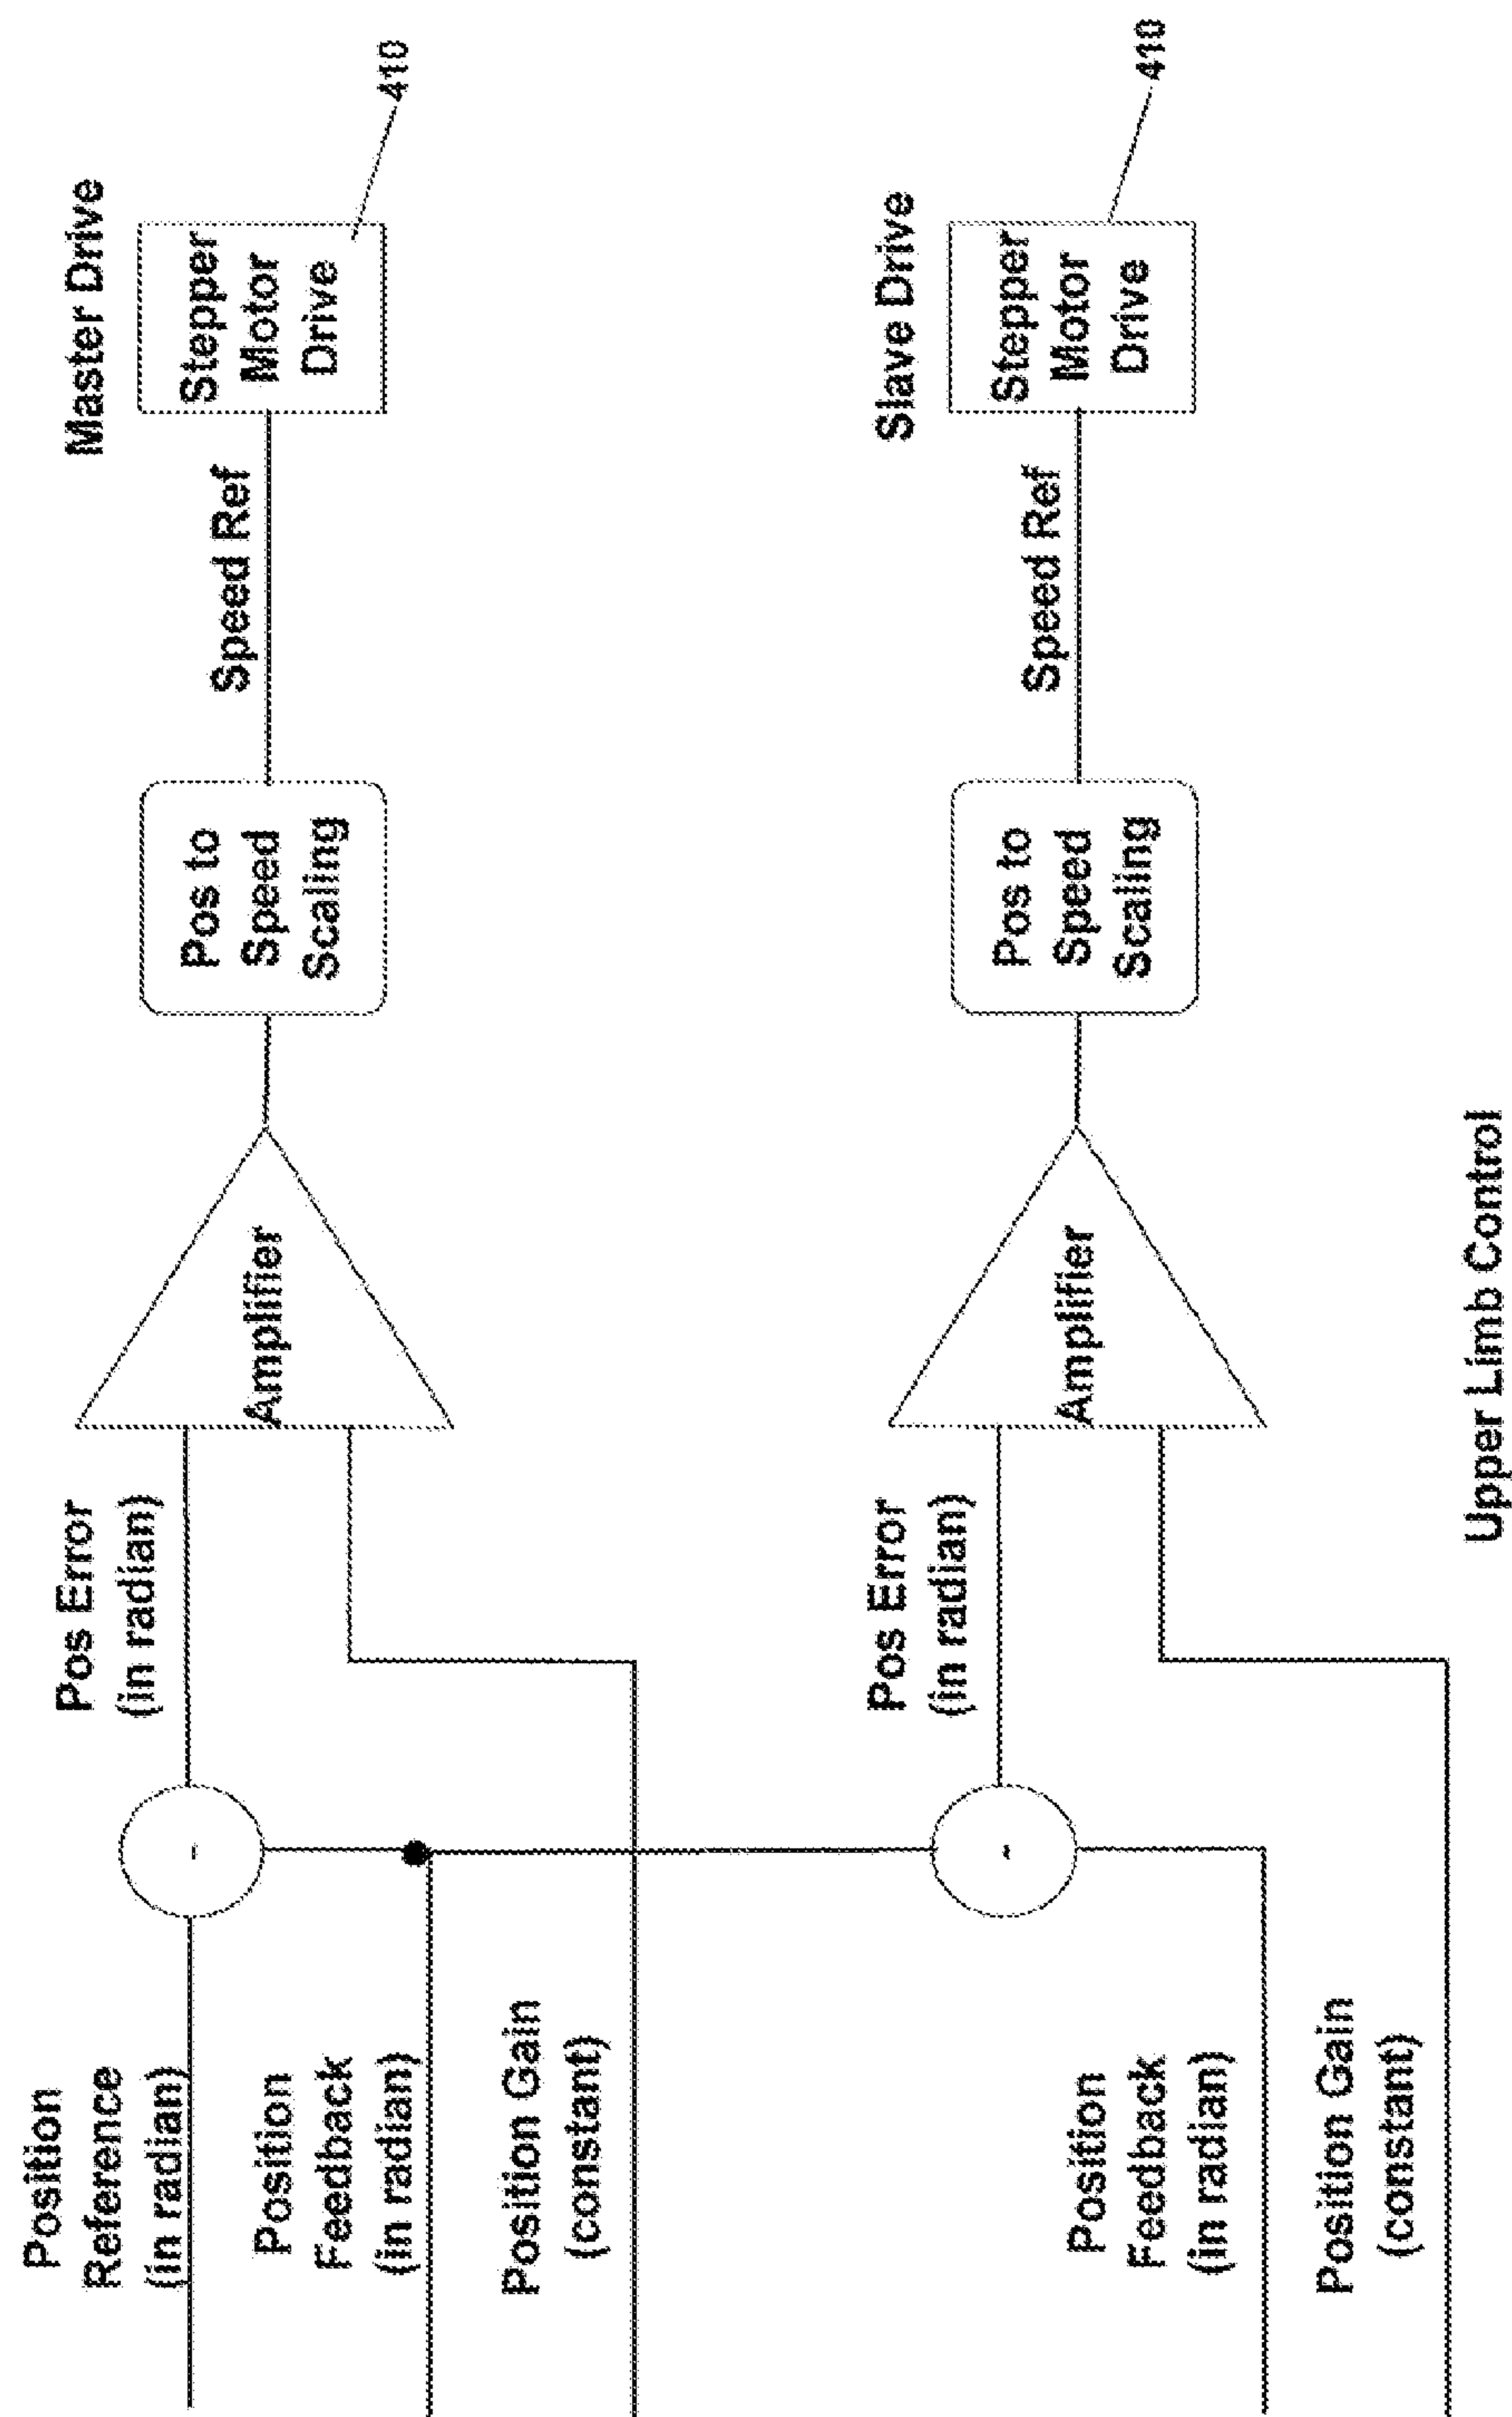 Position
Reference
(in radian)
Pos Error
(in radian)
Master Drive
-
Amplifier
Pos to
Speed
Scaling
Speed Ref
Stepper
Motor
Drive
410
Position
Feedback
(in radian)
Position Gain
(constant)
Pos Error
(in radian)
Slave Drive
-
Amplifier
Pos to
Speed
Scaling
Speed Ref
Stepper
Motor
Drive
410
Position
Feedback
(in radian)
Position Gain
(constant)
Upper Limb Control